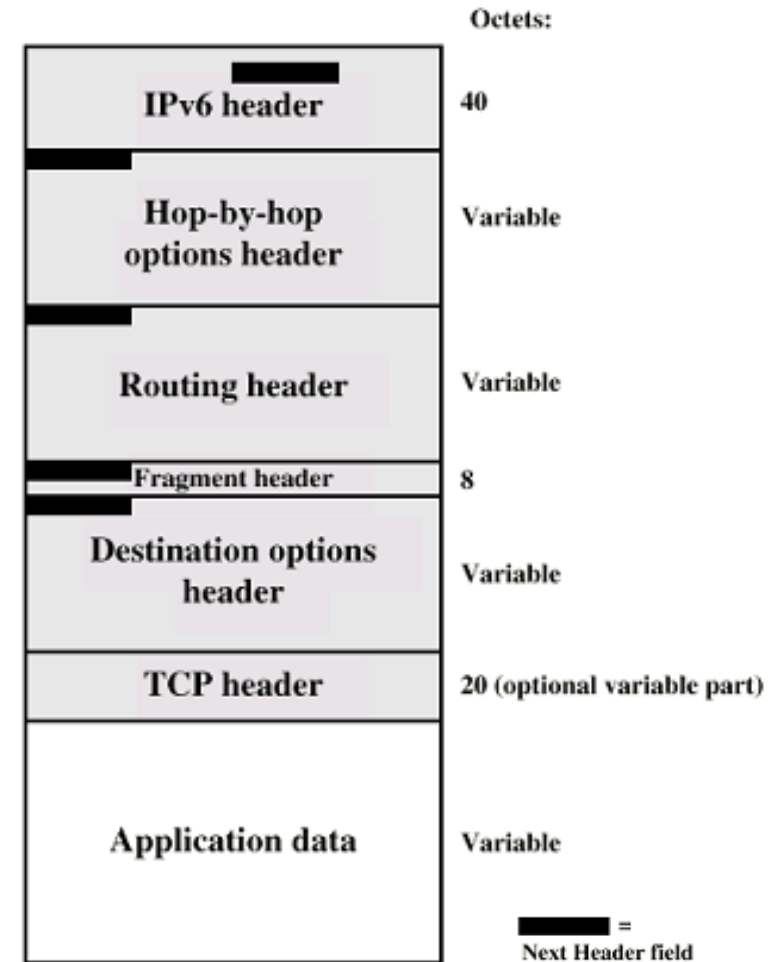 Octets:
IPv6 header
40
Hop-by-hop
options header
Variable
Routing header
Variable
Fragment header
8
Destination options
header
Variable
TCP header
20 (optional variable part)
Application data
Variable
=
Next Header field